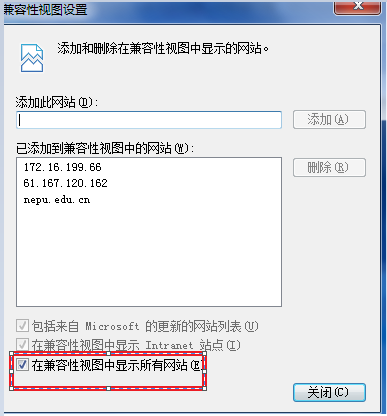 兼容性视图设置
添加和删除在兼容性视图中显示的网站。
添加此网站(D):
添加(A)
已添加到兼容性视图中的网站(W):
172.16.199.66
61.167.120.162
nepu.edu.cn
删除(R)
包括来自 Microsoft 的更新的网站列表(U)
在兼容性视图中显示 Intranet 站点(I)
在兼容性视图中显示所有网站(E
关闭(C)